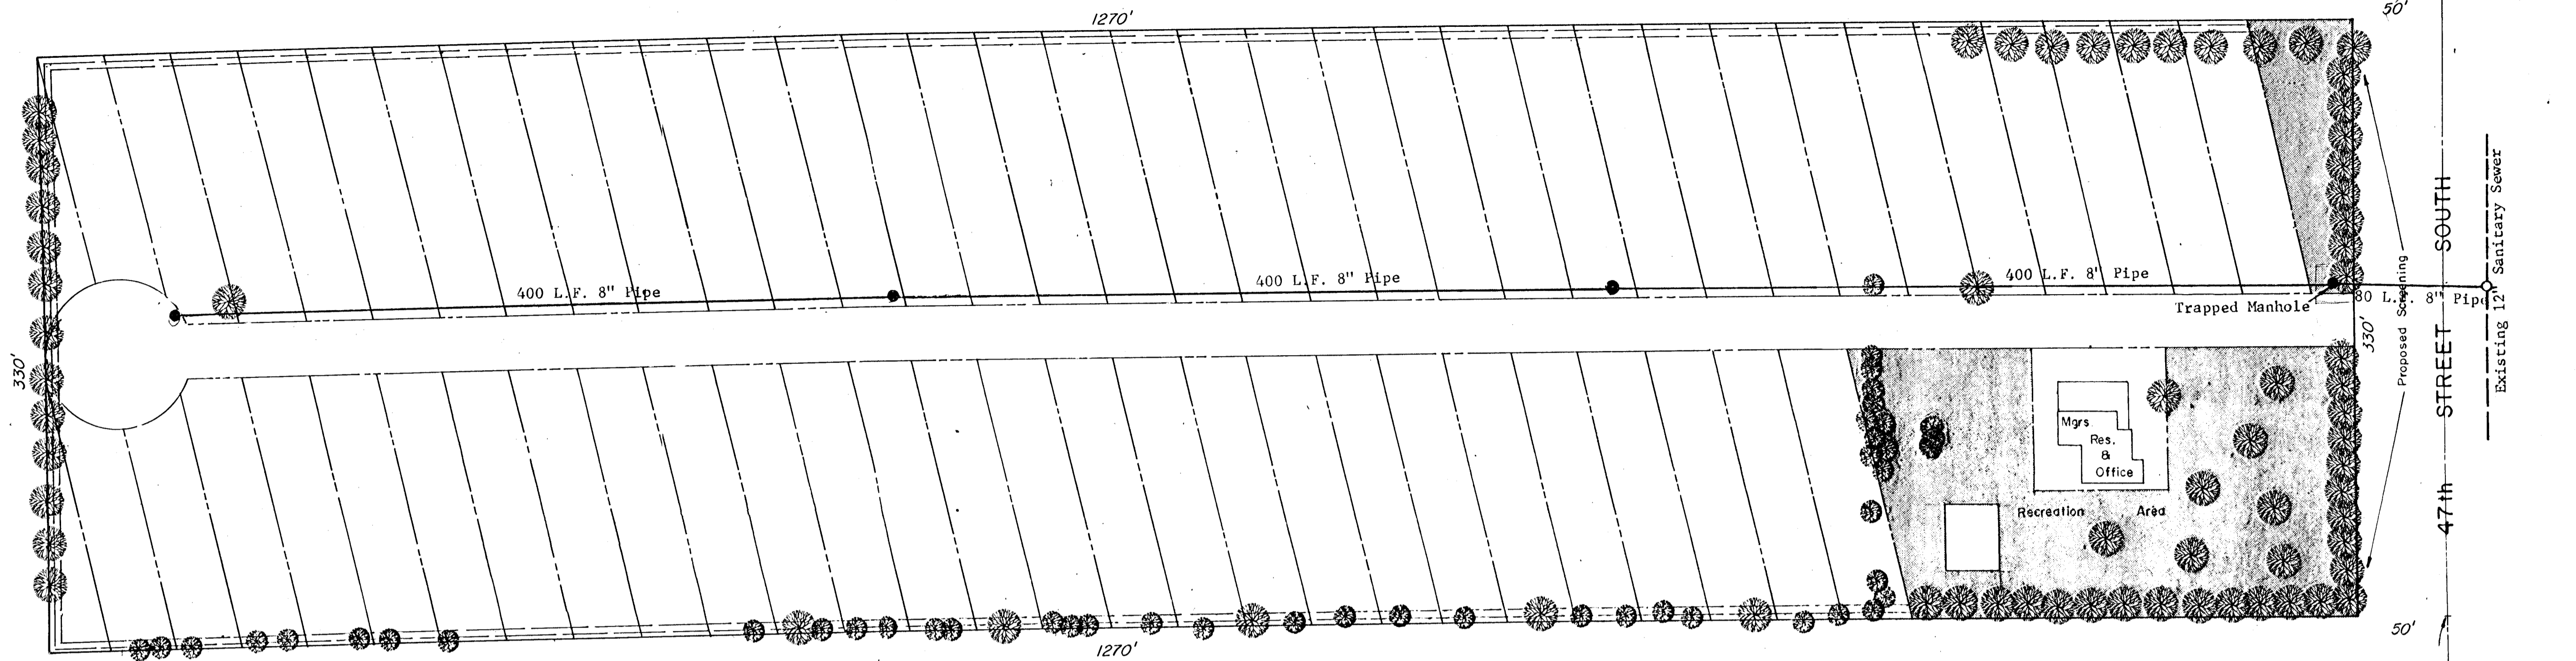 1270'
50'
400 L.F. 8" Pipe
400 L.F. 8" Pipe
400 L.F. 8" Pipe
Trapped Manhole
80 L.F. 8" Pipe
330'
330'
Proposed Screening
47th STREET SOUTH
Existing 12" Sanitary Sewer
Mgrs
Res.
&
Office
Recreation Area
1270'
50'